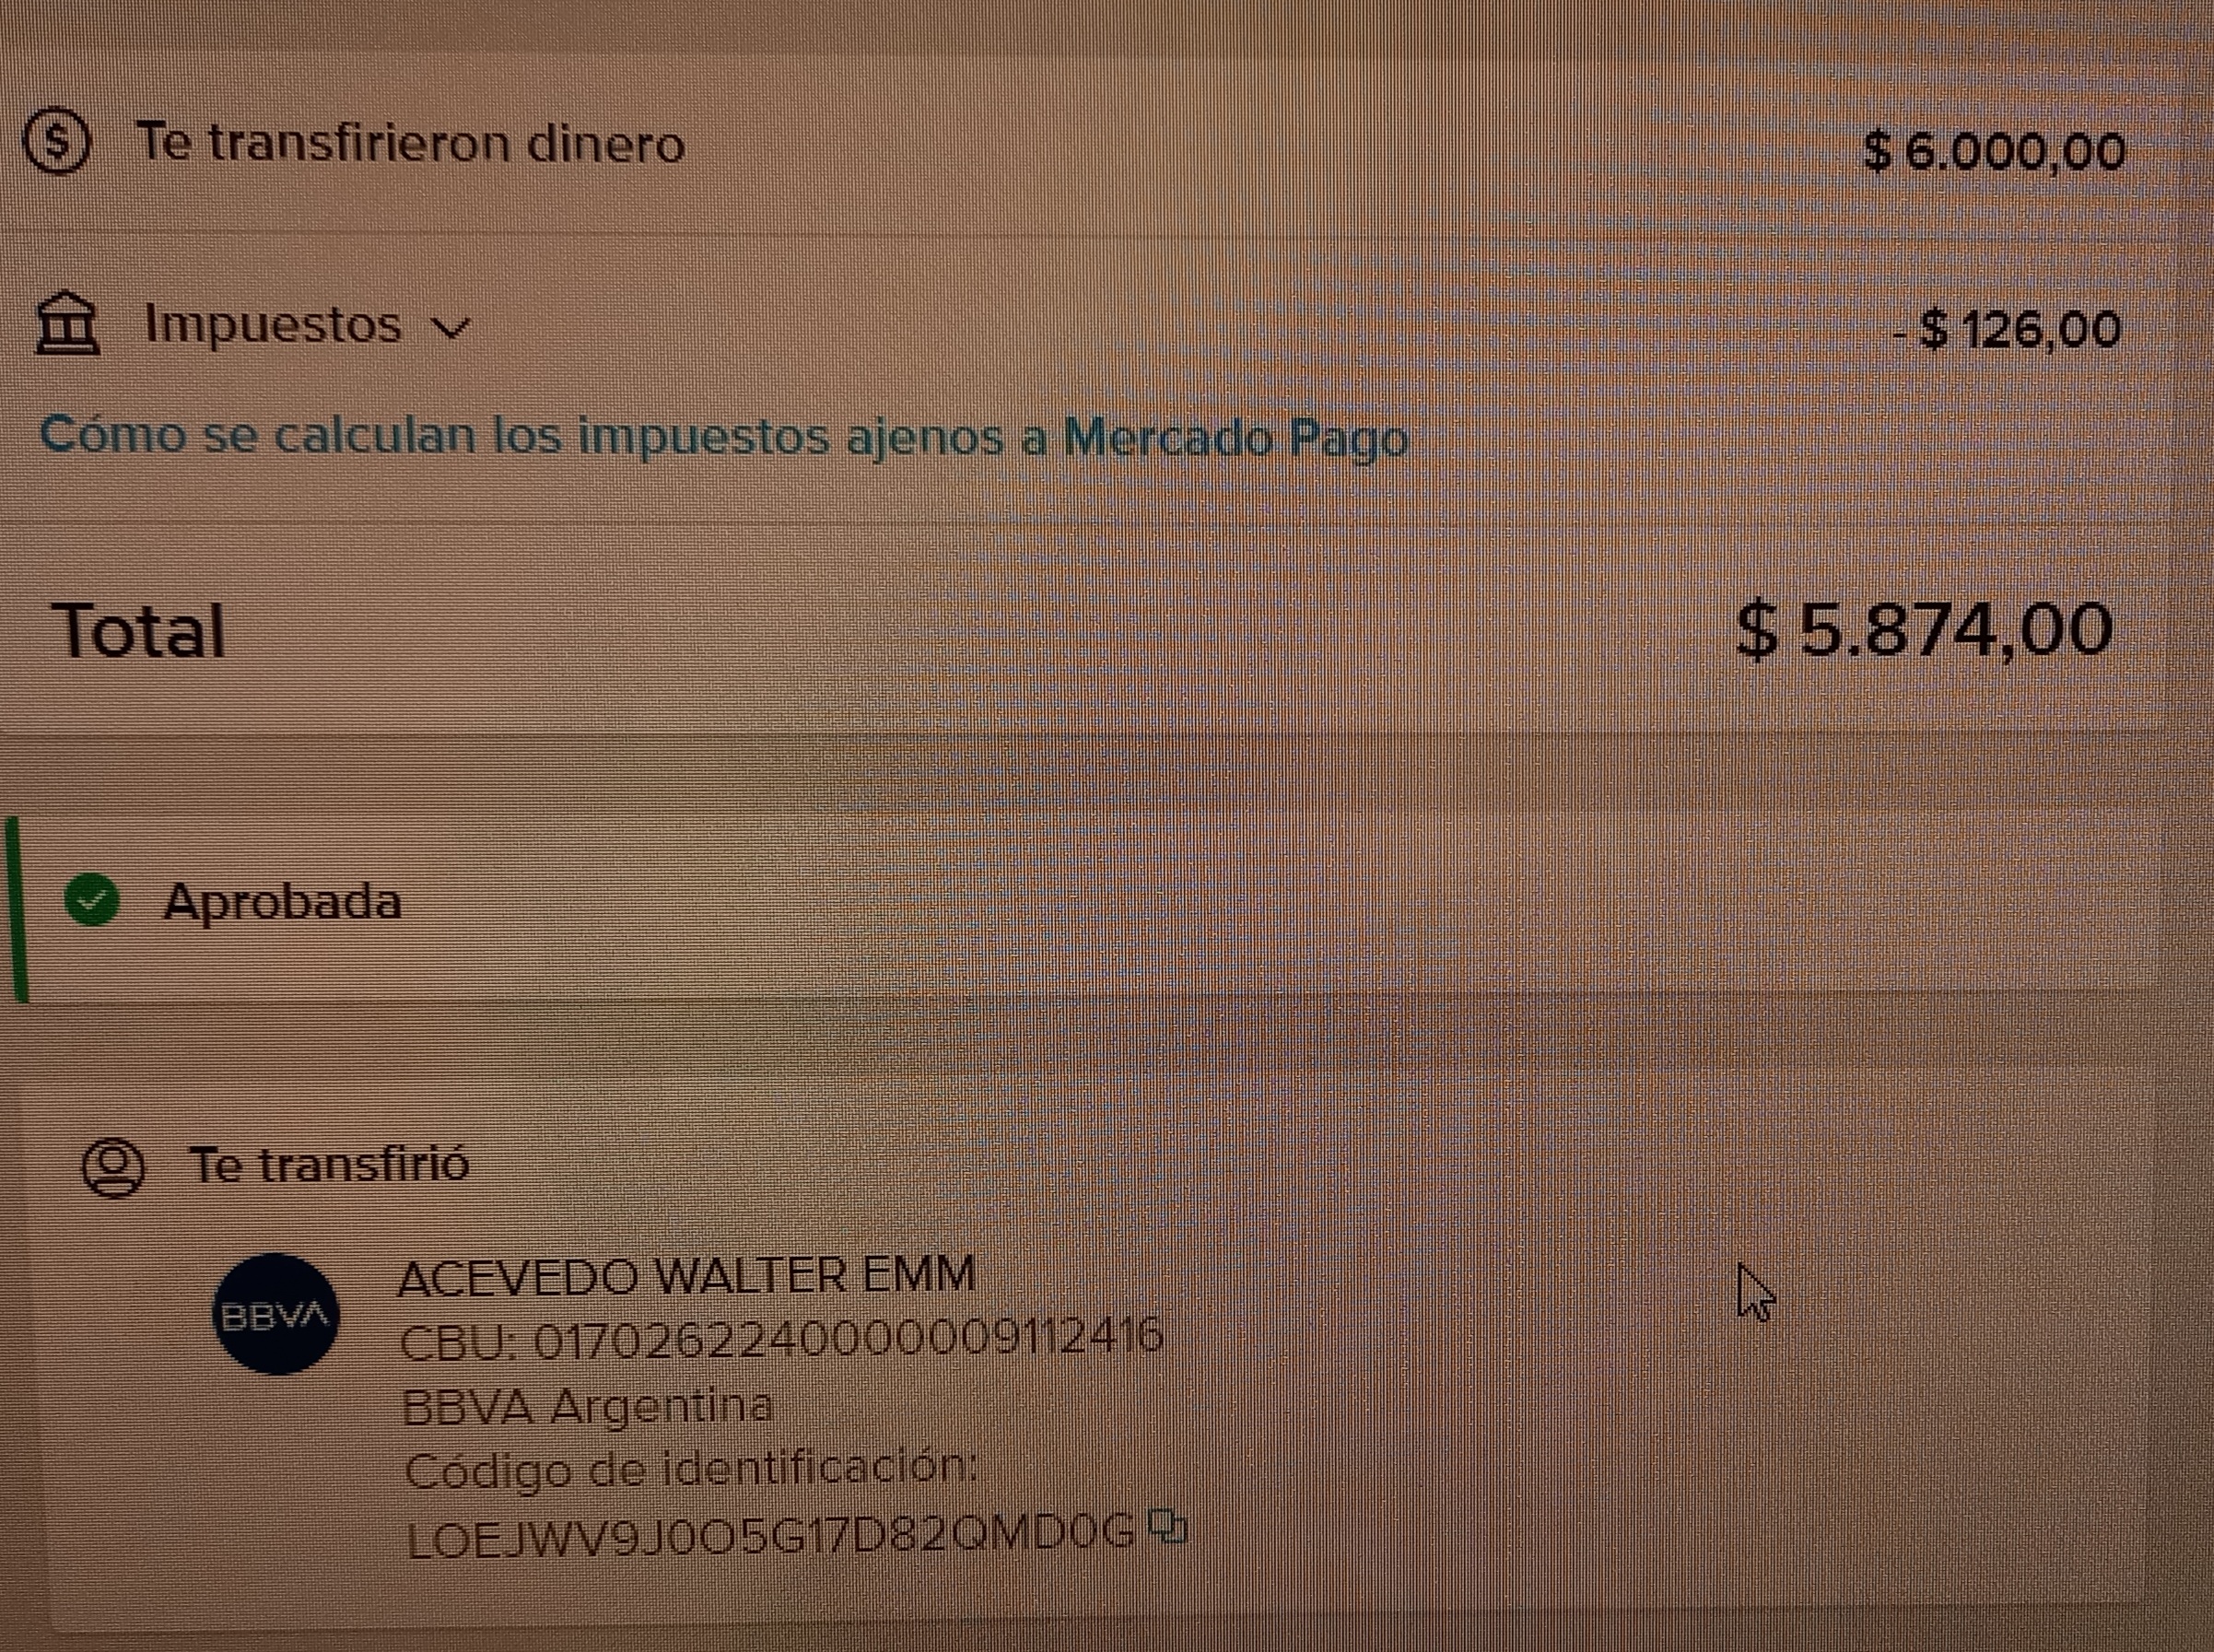 Te transfirieron dinero $ 6.000,00
Impuestos - $ 126,00
Cómo se calculan los impuestos ajenos a Mercado Pago
Total $ 5.874,00
Aprobada
Te transfirió
BBVA
ACEVEDO WALTER EMM
CBU: 0170262240000009112416
BBVA Argentina
Código de identificación:
LOEJWV9J0O5G17D82QMD0G